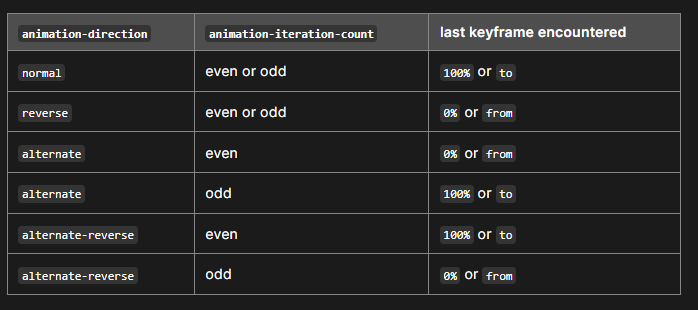 animation-direction animation-iteration-count last keyframe encountered
normal even or odd 100% or to
reverse even or odd 0% or from
alternate even 0% or from
alternate odd 100% or to
alternate-reverse even 100% or to
alternate-reverse odd 0% or from